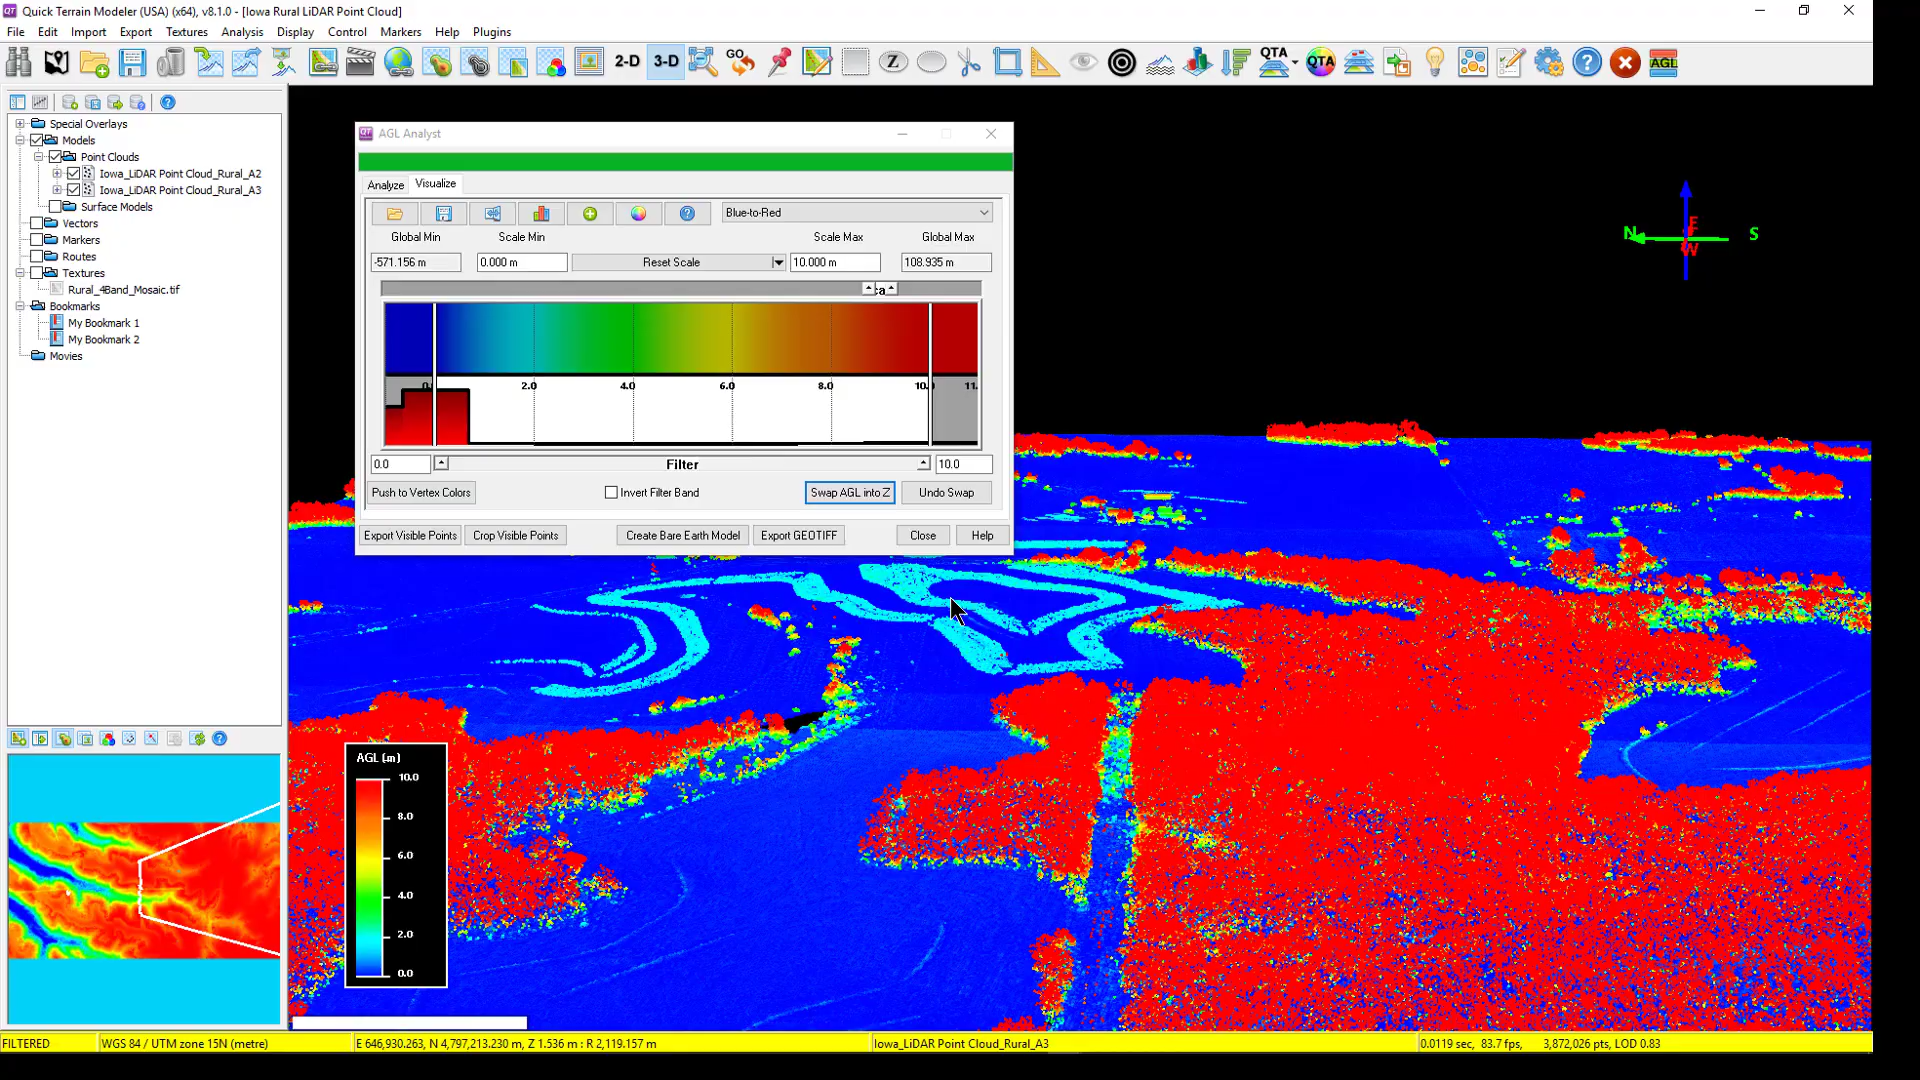 Quick Terrain Modeler (USA) (x64), v8.1.0 - [Iowa Rural LiDAR Point Cloud]
File Edit Import Export Textures Analysis Display Control Markers Help Plugins
2-D 3-D GO Z QTA QTA AGL
Special Overlays
Models
Point Clouds
Iowa_LiDAR Point Cloud_Rural_A2
Iowa_LiDAR Point Cloud_Rural_A3
Surface Models
Vectors
Markers
Routes
Textures
Rural_4Band_Mosaic.tif
Bookmarks
My Bookmark 1
My Bookmark 2
Movies
AGL Analyst
Analyze Visualize
Blue-to-Red
Global Min Scale Min Scale Max Global Max
-571.156 m 0.000 m Reset Scale 10.000 m 108.935 m
2.0 4.0 6.0 8.0 10. 11.
0.0 Filter 10.0
Push to Vertex Colors Invert Filter Band Swap AGL into Z Undo Swap
Export Visible Points Crop Visible Points Create Bare Earth Model Export GEOTIFF Close Help
E
N S
W
AGL (m)
10.0
8.0
6.0
4.0
2.0
0.0
FILTERED WGS 84 / UTM zone 15N (metre) E 646,930.263, N 4,797,213.230 m, Z 1.536 m : R 2,119.157 m Iowa_LiDAR Point Cloud_Rural_A3 0.0119 sec, 83.7 fps, 3,872,026 pts, LOD 0.83